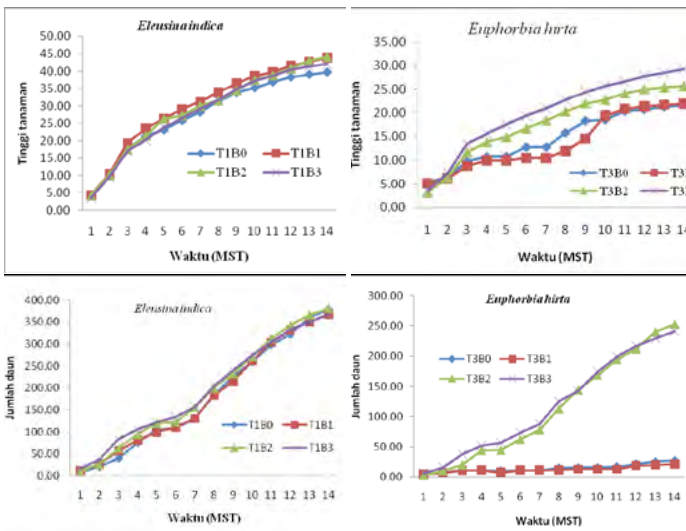 Eleusina indica
50.00
45.00
40.00
35.00
30.00
25.00
20.00
15.00
10.00
5.00
0.00
Tinggi tanaman
T1B0
T1B1
T1B2
T1B3
1 2 3 4 5 6 7 8 9 10 11 12 13 14
Waktu (MST)
Euphorbia hirta
35.00
30.00
25.00
20.00
15.00
10.00
5.00
0.00
Tinggi tanaman
T3B0
T3B2
1 2 3 4 5 6 7 8 9 10 11 12 13 14
Waktu (MST)
Eleusina indica
400.00
350.00
300.00
250.00
200.00
150.00
100.00
50.00
0.00
Jumlah daun
T1B0
T1B1
T1B2
T1B3
1 2 3 4 5 6 7 8 9 10 11 12 13 14
Waktu (MST)
Euphorbia hirta
300.00
250.00
200.00
150.00
100.00
50.00
0.00
Jumlah daun
T3B0
T3B1
T3B2
T3B3
1 2 3 4 5 6 7 8 9 10 11 12 13 14
Waktu (MST)